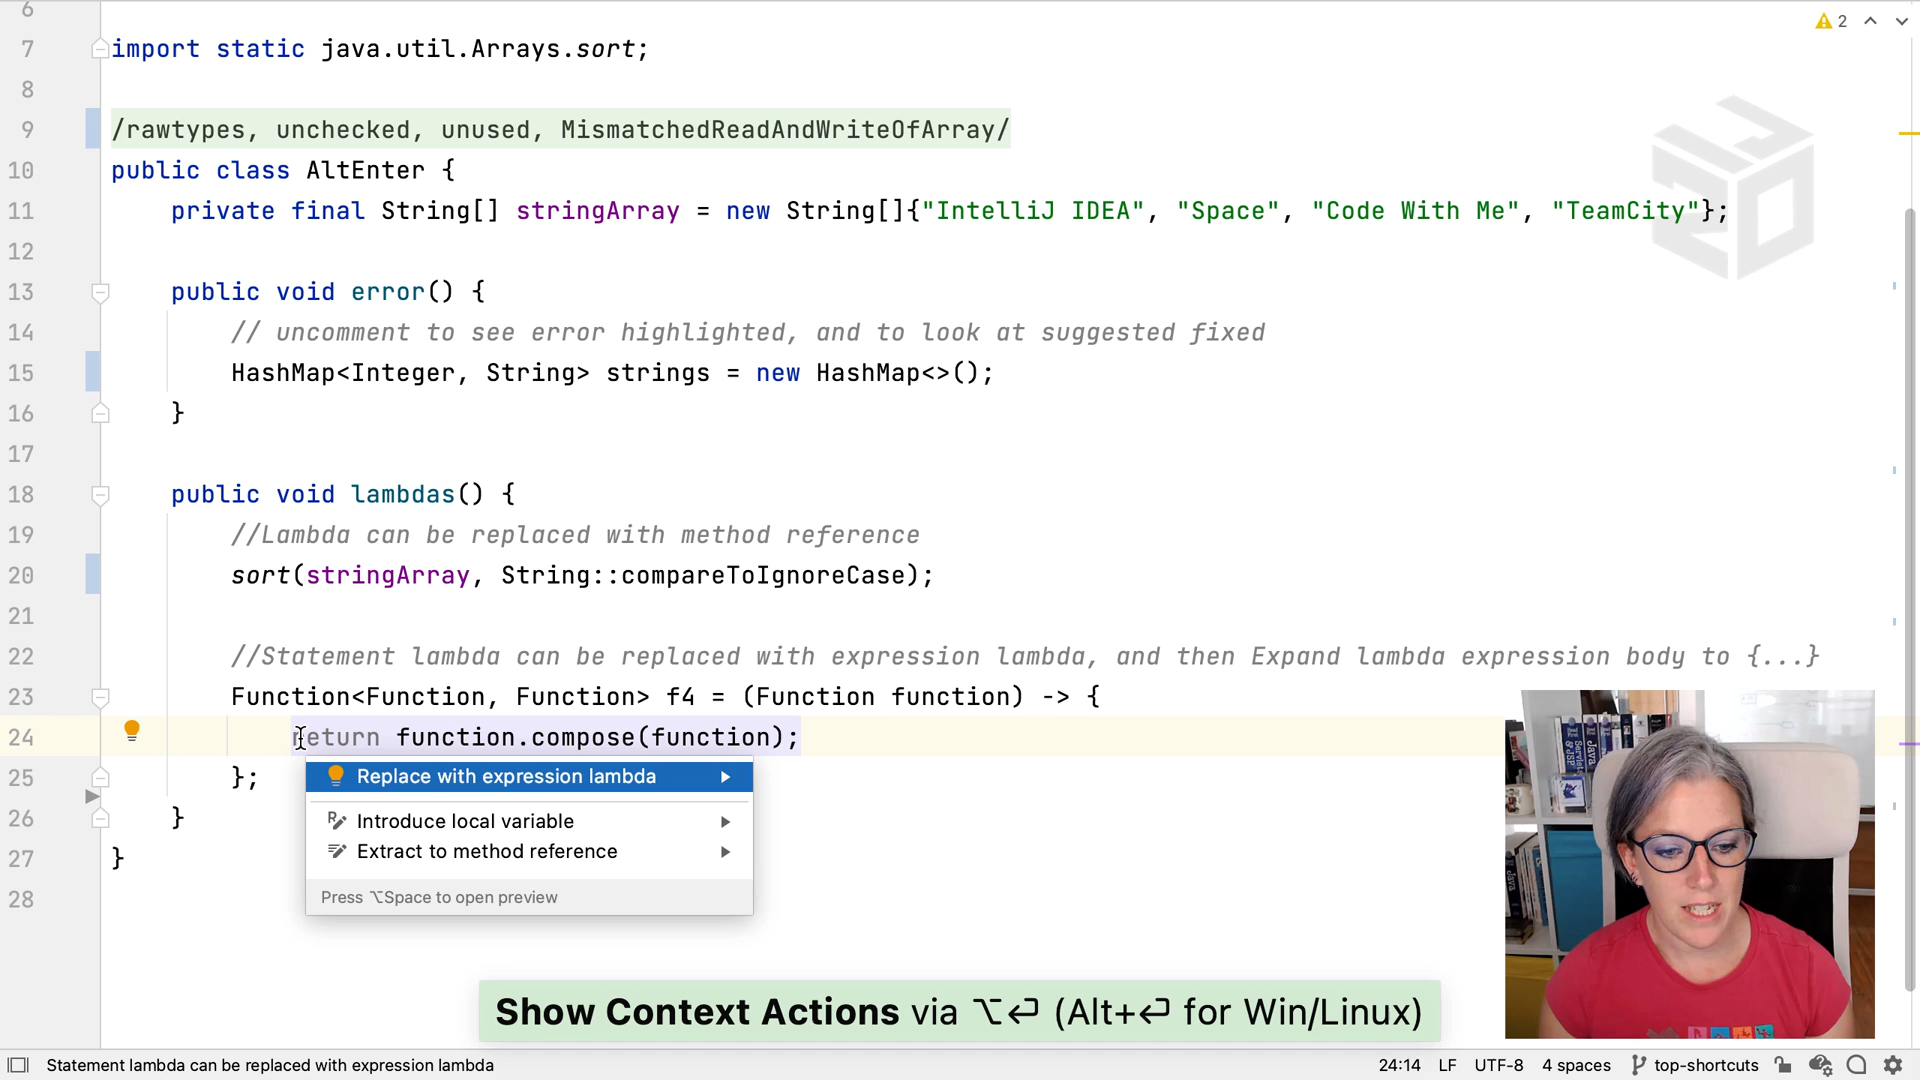 6
7 import static java.util.Arrays.sort;
8
9 /rawtypes, unchecked, unused, MismatchedReadAndWriteOfArray/
10 public class AltEnter {
11 private final String[] stringArray = new String[]{"IntelliJ IDEA", "Space", "Code With Me", "TeamCity"};
12
13 public void error() {
14 // uncomment to see error highlighted, and to look at suggested fixed
15 HashMap<Integer, String> strings = new HashMap<>();
16 }
17
18 public void lambdas() {
19 //Lambda can be replaced with method reference
20 sort(stringArray, String::compareToIgnoreCase);
21
22 //Statement lambda can be replaced with expression lambda, and then Expand lambda expression body to {...}
23 Function<Function, Function> f4 = (Function function) -> {
24 return function.compose(function);
25 };
26 }
27 }
28
2
IJ
20
Replace with expression lambda
Introduce local variable
Extract to method reference
Press ⌥Space to open preview
Show Context Actions via ⌥⏎ (Alt+⏎ for Win/Linux)
Statement lambda can be replaced with expression lambda
24:14 LF UTF-8 4 spaces top-shortcuts